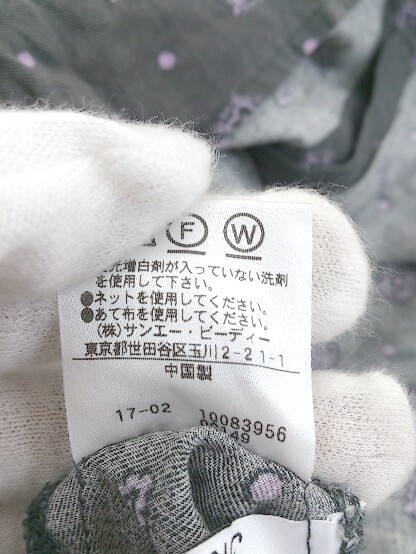 F W
光増白剤が入っていない洗剤
を使用して下さい。
●ネットを使用してください。
●あて布を使用してください。
(株)サンエー・ビーディー
東京都世田谷区玉川2-21-1
中国製
17-02 10083956